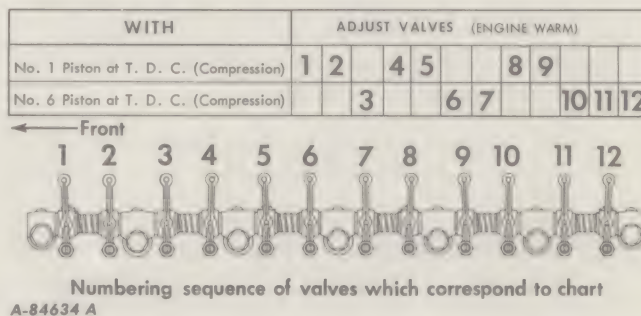 WITH ADJUST VALVES (ENGINE WARM)
No. 1 Piston at T. D. C. (Compression) 1 2 4 5 8 9
No. 6 Piston at T. D. C. (Compression) 3 6 7 10 11 12
Front
1 2 3 4 5 6 7 8 9 10 11 12
Numbering sequence of valves which correspond to chart
A-84634 A